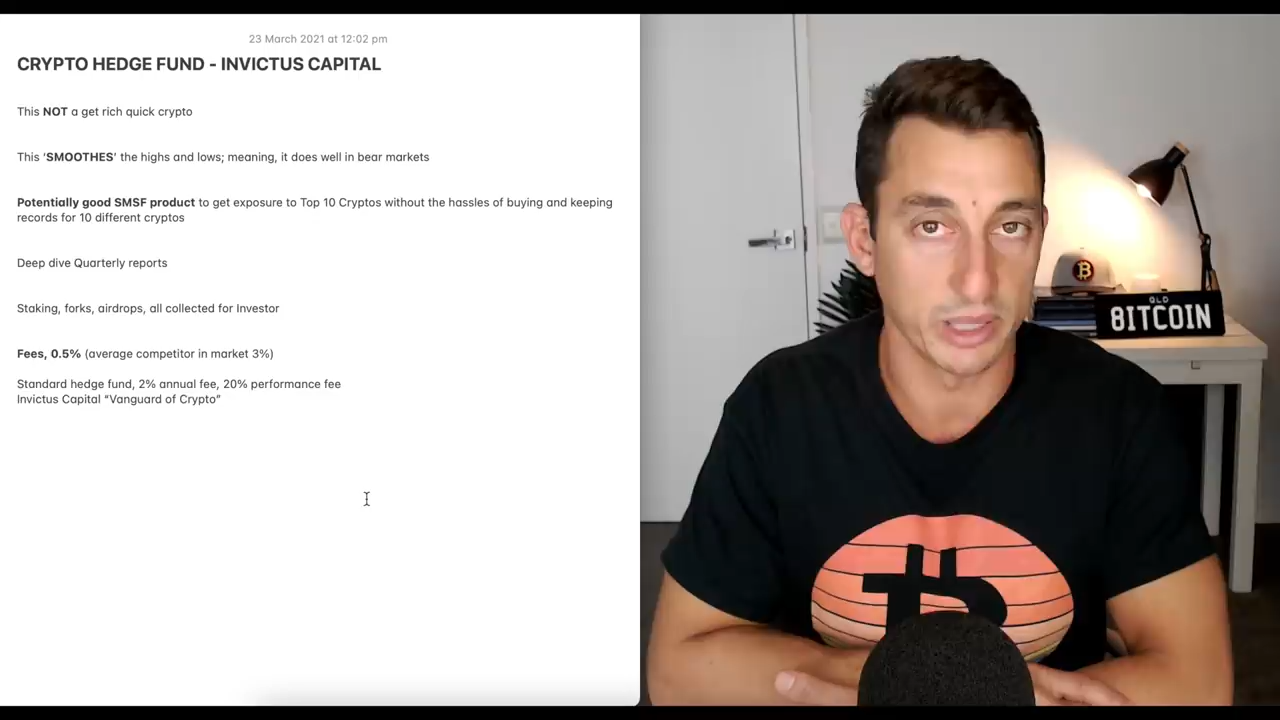 23 March 2021 at 12:02 pm
CRYPTO HEDGE FUND - INVICTUS CAPITAL
This NOT a get rich quick crypto
This ‘SMOOTHES’ the highs and lows; meaning, it does well in bear markets
Potentially good SMSF product to get exposure to Top 10 Cryptos without the hassles of buying and keeping
records for 10 different cryptos
Deep dive Quarterly reports
Staking, forks, airdrops, all collected for Investor
Fees, 0.5% (average competitor in market 3%)
Standard hedge fund, 2% annual fee, 20% performance fee
Invictus Capital “Vanguard of Crypto”
QLD
8ITCOIN